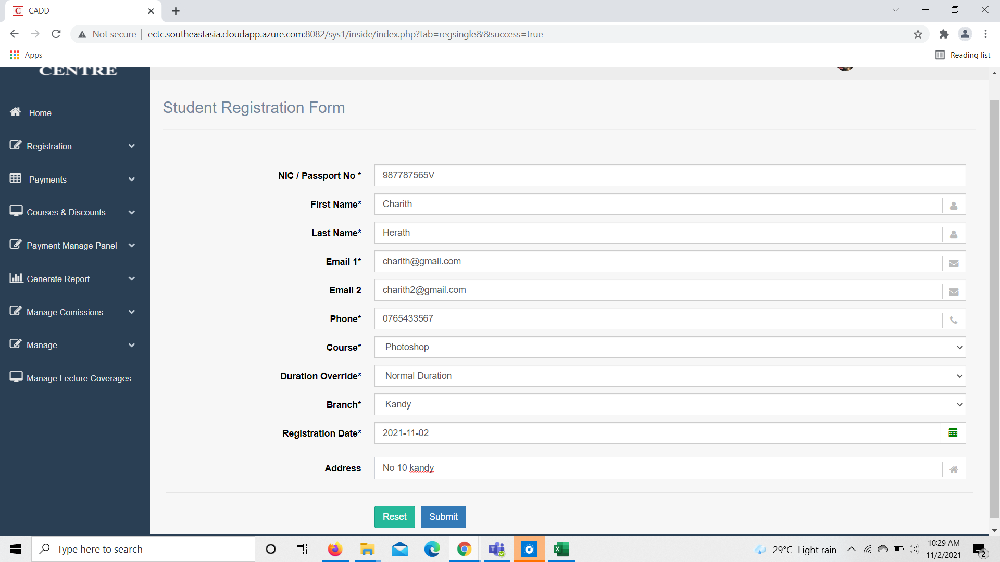 CADD
Not secure
ectc.southeastasia.cloudapp.azure.com:8082/sys1/inside/index.php?tab=regsingle&&success=true
Apps
Reading list
CENTRE
Home
Registration
Payments
Courses & Discounts
Payment Manage Panel
Generate Report
Manage Comissions
Manage
Manage Lecture Coverages
Student Registration Form
NIC / Passport No * 987787565V
First Name* Charith
Last Name* Herath
Email 1* charith@gmail.com
Email 2 charith2@gmail.com
Phone* 0765433567
Course* Photoshop
Duration Override* Normal Duration
Branch* Kandy
Registration Date* 2021-11-02
Address No 10 kandy
Reset Submit
Type here to search
29°C Light rain
10:29 AM
11/2/2021
2